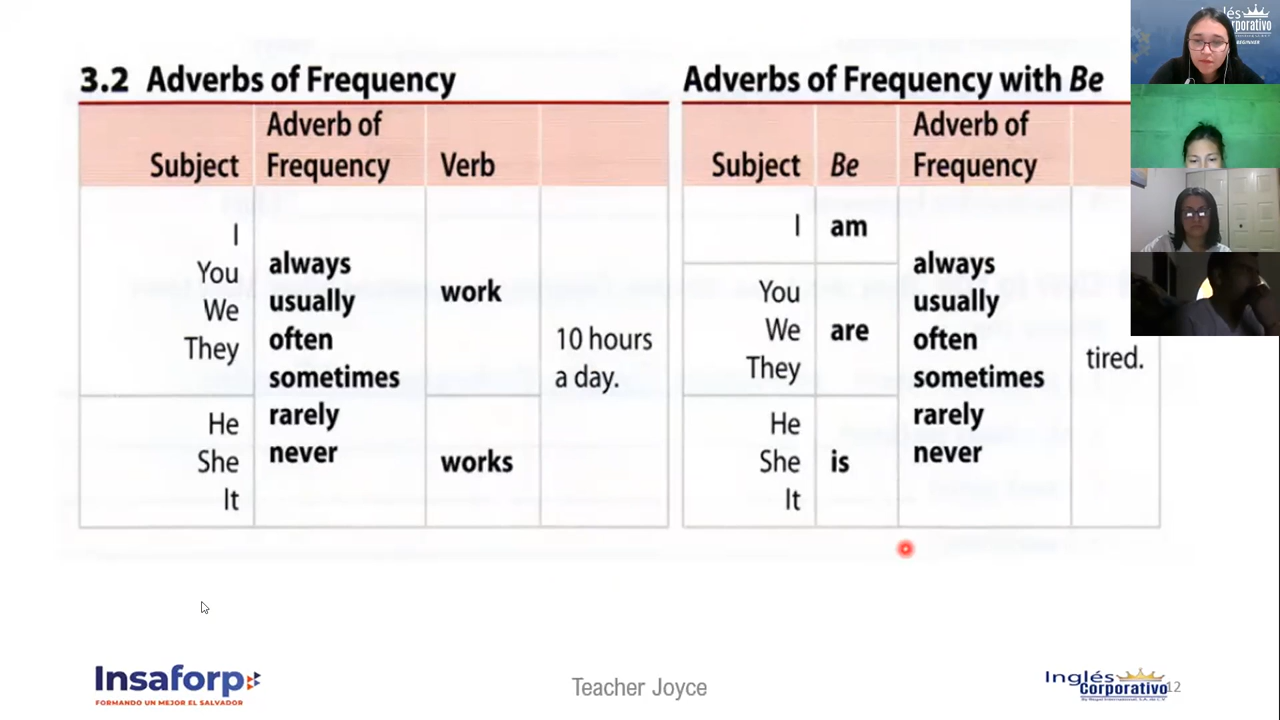 3.2 Adverbs of Frequency
Subject
Adverb of
Frequency
Verb
I
You
We
They
He
She
It
always
usually
often
sometimes
rarely
never
work
works
10 hours
a day.
Adverbs of Frequency with Be
Subject
Be
Adverb of
Frequency
I
am
You
We
They
are
He
She
It
is
always
usually
often
sometimes
rarely
never
tired.
Insaforp
FORMANDO UN MEJOR EL SALVADOR
Teacher Joyce
Inglés
Corporativo
12
Inglés
Corporativo
BEGINNER